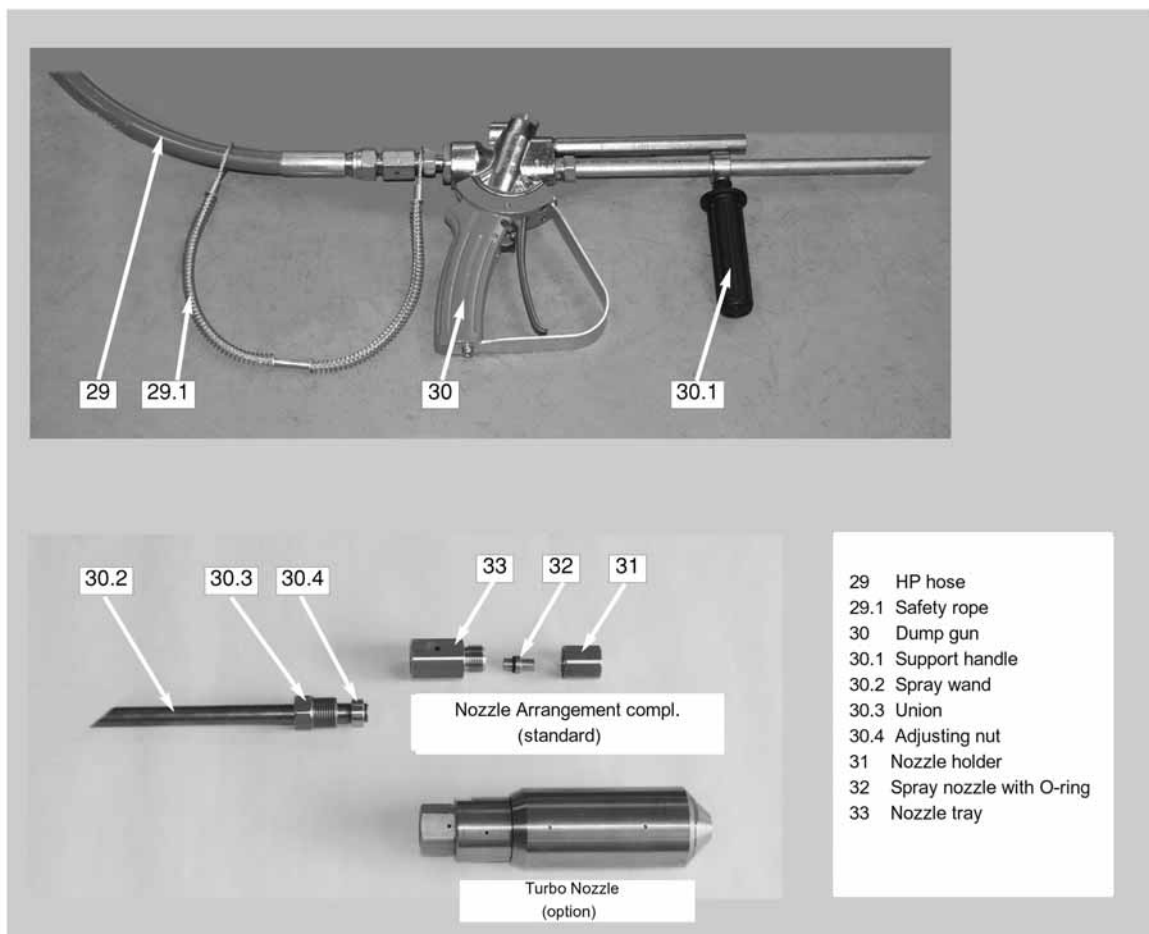 29
29.1
30
30.1
30.2
30.3
30.4
33
32
31
Nozzle Arrangement compl.
(standard)
Turbo Nozzle
(option)
29 HP hose
29.1 Safety rope
30 Dump gun
30.1 Support handle
30.2 Spray wand
30.3 Union
30.4 Adjusting nut
31 Nozzle holder
32 Spray nozzle with O-ring
33 Nozzle tray